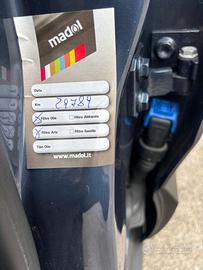 madol
Data
Km 29784
Filtro Olio Filtro Abitacolo
Filtro Aria Filtro Gasolio
Tipo Olio
www.madol.it